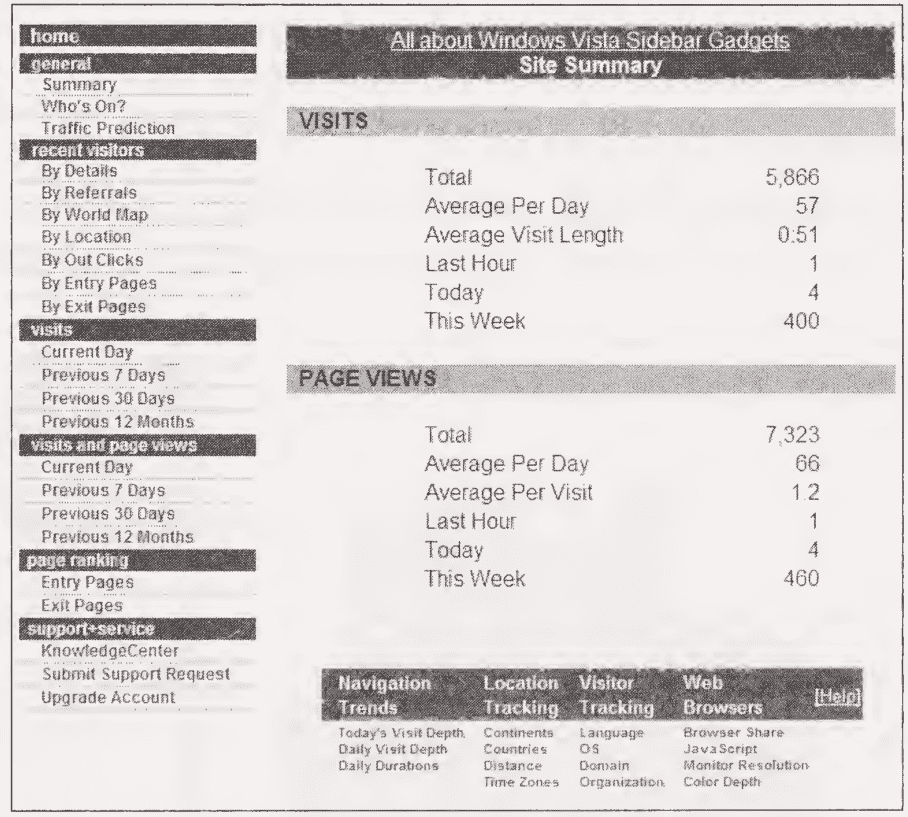 home
general
Summary
Who's On?
Traffic Prediction
recent visitors
By Details
By Referrals
By World Map
By Location
By Out Clicks
By Entry Pages
By Exit Pages
visits
Current Day
Previous 7 Days
Previous 30 Days
Previous 12 Months
visits and page views
Current Day
Previous 7 Days
Previous 30 Days
Previous 12 Months
page ranking
Entry Pages
Exit Pages
support+service
KnowledgeCenter
Submit Support Request
Upgrade Account
All about Windows Vista Sidebar Gadgets
Site Summary
VISITS
Total 5,866
Average Per Day 57
Average Visit Length 0:51
Last Hour 1
Today 4
This Week 400
PAGE VIEWS
Total 7,323
Average Per Day 66
Average Per Visit 1.2
Last Hour 1
Today 4
This Week 460
Navigation Location Visitor Web
Trends Tracking Tracking Browsers [Help]
Today's Visit Depth Continents Language Browser Share
Daily Visit Depth Countries OS JavaScript
Daily Durations Distance Domain Monitor Resolution
Time Zones Organization Color Depth